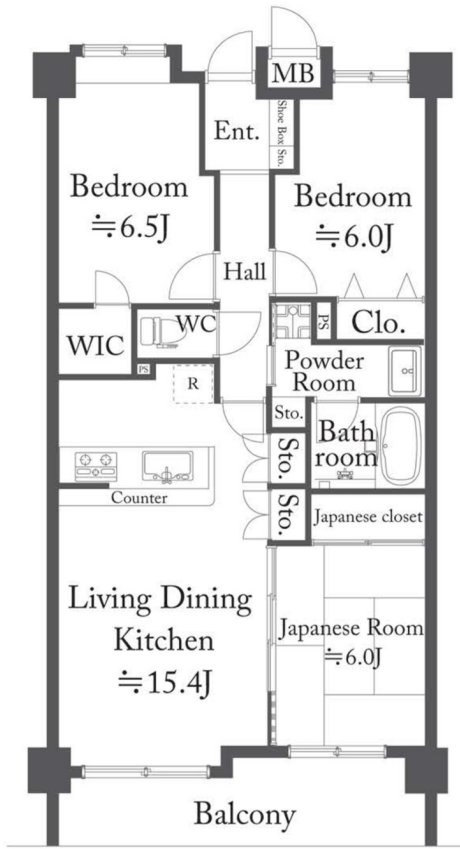 MB
Ent.
Shoe Box Sto.
Bedroom
≒6.5J
Bedroom
≒6.0J
Hall
WC
PS
Clo.
WIC
PS
R
Powder
Room
Sto.
Bath
room
Sto.
Counter
Sto.
Japanese closet
Living Dining
Kitchen
≒15.4J
Japanese Room
≒6.0J
Balcony